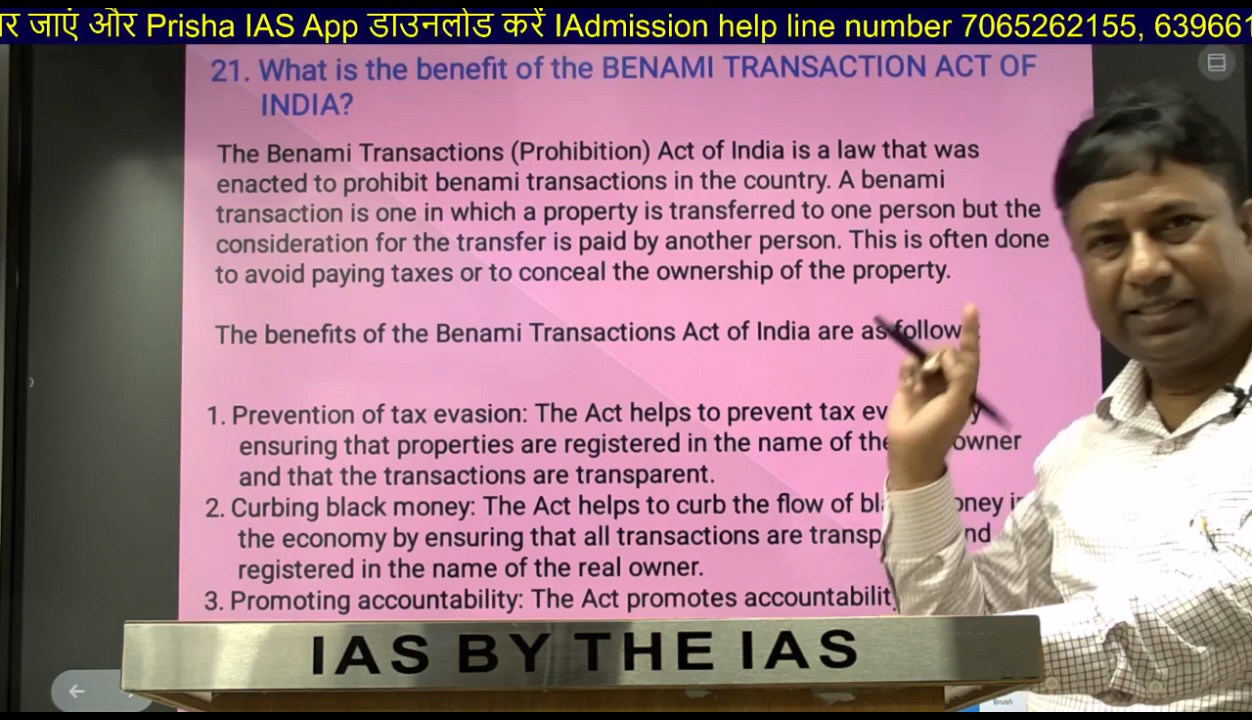 र जाएं और Prisha IAS App डाउनलोड करें IAdmission help line number 7065262155, 63966
21. What is the benefit of the BENAMI TRANSACTION ACT OF
INDIA?
The Benami Transactions (Prohibition) Act of India is a law that was
enacted to prohibit benami transactions in the country. A benami
transaction is one in which a property is transferred to one person but the
consideration for the transfer is paid by another person. This is often done
to avoid paying taxes or to conceal the ownership of the property.
The benefits of the Benami Transactions Act of India are as follow
1. Prevention of tax evasion: The Act helps to prevent tax ev y
ensuring that properties are registered in the name of the owner
and that the transactions are transparent.
2. Curbing black money: The Act helps to curb the flow of bl oney i
the economy by ensuring that all transactions are transp nd
registered in the name of the real owner.
3. Promoting accountability: The Act promotes accountabilit
IAS BY THE IAS
Brush